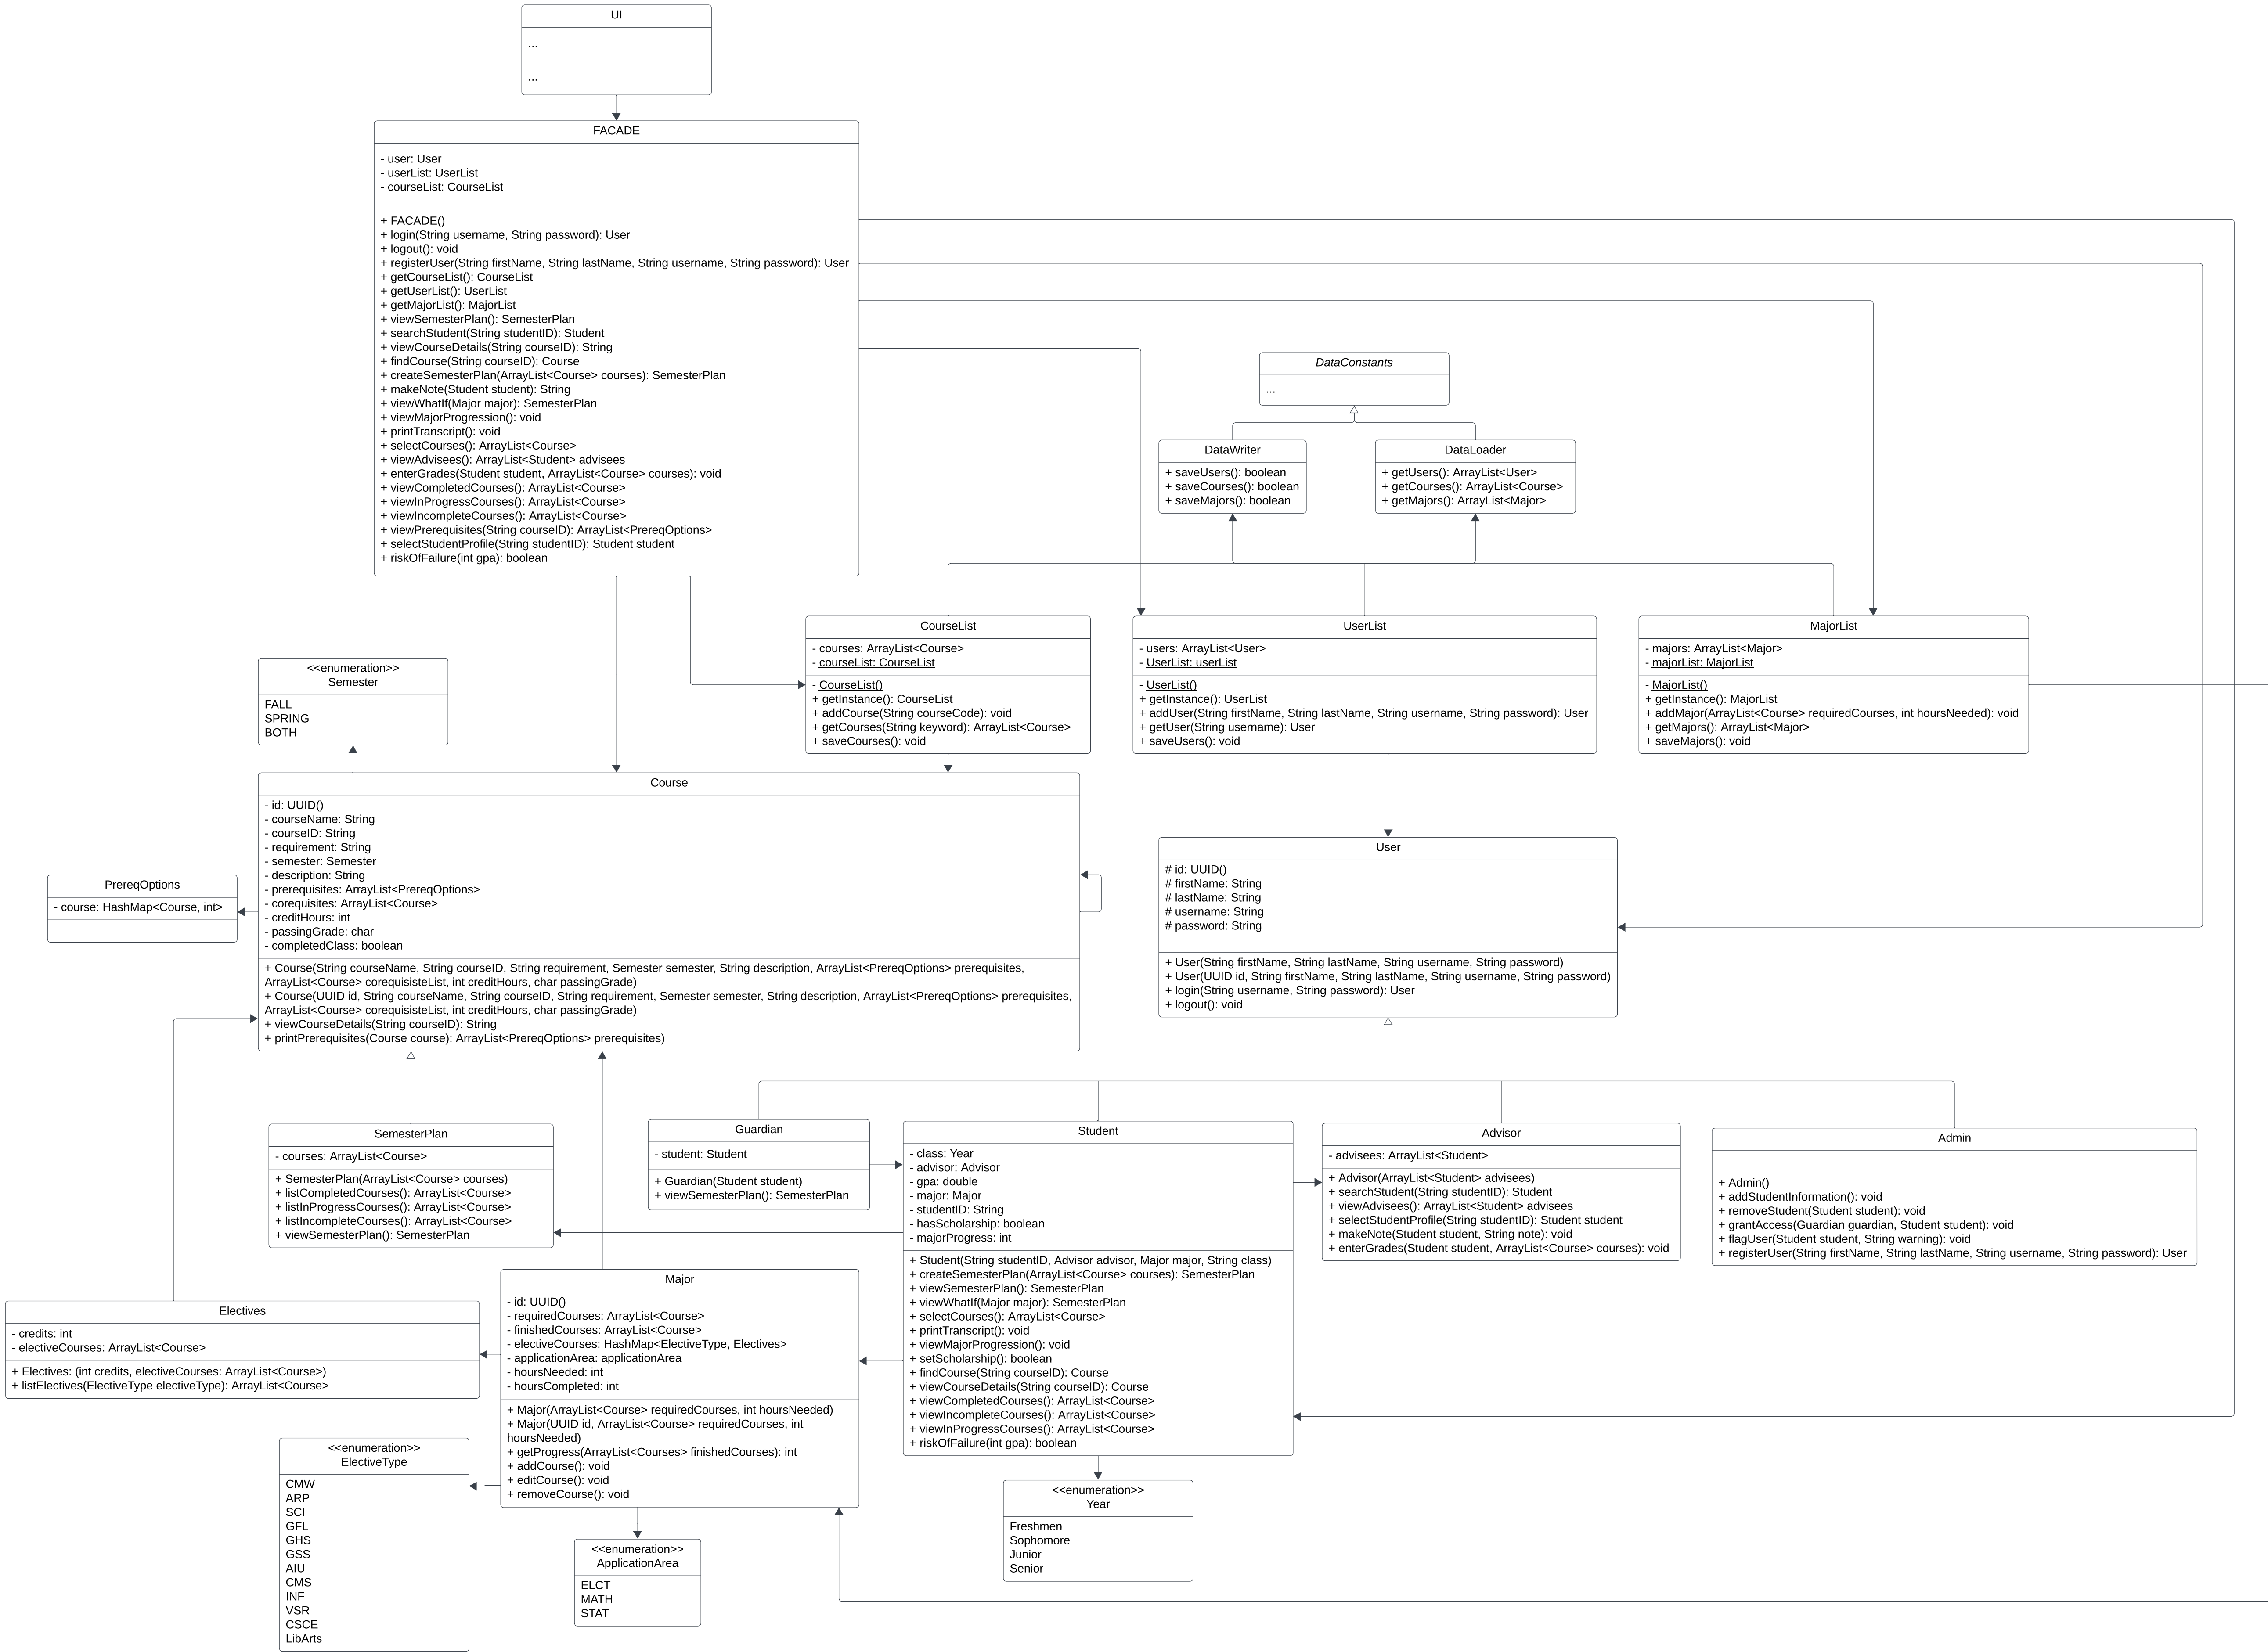 UI
...
...
FACADE
- user: User
- userList: UserList
- courseList: CourseList
+ FACADE()
+ login(String username, String password): User
+ logout(): void
+ registerUser(String firstName, String lastName, String username, String password): User
+ getCourseList(): CourseList
+ getUserList(): UserList
+ getMajorList(): MajorList
+ viewSemesterPlan(): SemesterPlan
+ searchStudent(String studentID): Student
+ viewCourseDetails(String courseID): String
+ findCourse(String courseID): Course
+ createSemesterPlan(ArrayList<Course> courses): SemesterPlan
+ makeNote(Student student): String
+ viewWhatIf(Major major): SemesterPlan
+ viewMajorProgression(): void
+ printTranscript(): void
+ selectCourses(): ArrayList<Course>
+ viewAdvisees(): ArrayList<Student> advisees
+ enterGrades(Student student, ArrayList<Course> courses): void
+ viewCompletedCourses(): ArrayList<Course>
+ viewInProgressCourses(): ArrayList<Course>
+ viewIncompleteCourses(): ArrayList<Course>
+ viewPrerequisites(String courseID): ArrayList<PrereqOptions>
+ selectStudentProfile(String studentID): Student student
+ riskOfFailure(int gpa): boolean
DataConstants
...
DataWriter
+ saveUsers(): boolean
+ saveCourses(): boolean
+ saveMajors(): boolean
DataLoader
+ getUsers(): ArrayList<User>
+ getCourses(): ArrayList<Course>
+ getMajors(): ArrayList<Major>
CourseList
- courses: ArrayList<Course>
- courseList: CourseList
- CourseList()
+ getInstance(): CourseList
+ addCourse(String courseCode): void
+ getCourses(String keyword): ArrayList<Course>
+ saveCourses(): void
UserList
- users: ArrayList<User>
- UserList: userList
- UserList()
+ getInstance(): UserList
+ addUser(String firstName, String lastName, String username, String password): User
+ getUser(String username): User
+ saveUsers(): void
MajorList
- majors: ArrayList<Major>
- majorList: MajorList
- MajorList()
+ getInstance(): MajorList
+ addMajor(ArrayList<Course> requiredCourses, int hoursNeeded): void
+ getMajors(): ArrayList<Major>
+ saveMajors(): void
<<enumeration>>
Semester
FALL
SPRING
BOTH
Course
- id: UUID()
- courseName: String
- courseID: String
- requirement: String
- semester: Semester
- description: String
- prerequisites: ArrayList<PrereqOptions>
- corequisites: ArrayList<Course>
- creditHours: int
- passingGrade: char
- completedClass: boolean
+ Course(String courseName, String courseID, String requirement, Semester semester, String description, ArrayList<PrereqOptions> prerequisites,
ArrayList<Course> corequisisteList, int creditHours, char passingGrade)
+ Course(UUID id, String courseName, String courseID, String requirement, Semester semester, String description, ArrayList<PrereqOptions> prerequisites,
ArrayList<Course> corequisisteList, int creditHours, char passingGrade)
+ viewCourseDetails(String courseID): String
+ printPrerequisites(Course course): ArrayList<PrereqOptions> prerequisites)
PrereqOptions
- course: HashMap<Course, int>
User
# id: UUID()
# firstName: String
# lastName: String
# username: String
# password: String
+ User(String firstName, String lastName, String username, String password)
+ User(UUID id, String firstName, String lastName, String username, String password)
+ login(String username, String password): User
+ logout(): void
SemesterPlan
- courses: ArrayList<Course>
+ SemesterPlan(ArrayList<Course> courses)
+ listCompletedCourses(): ArrayList<Course>
+ listInProgressCourses(): ArrayList<Course>
+ listIncompleteCourses(): ArrayList<Course>
+ viewSemesterPlan(): SemesterPlan
Guardian
- student: Student
+ Guardian(Student student)
+ viewSemesterPlan(): SemesterPlan
Student
- class: Year
- advisor: Advisor
- gpa: double
- major: Major
- studentID: String
- hasScholarship: boolean
- majorProgress: int
+ Student(String studentID, Advisor advisor, Major major, String class)
+ createSemesterPlan(ArrayList<Course> courses): SemesterPlan
+ viewSemesterPlan(): SemesterPlan
+ viewWhatIf(Major major): SemesterPlan
+ selectCourses(): ArrayList<Course>
+ printTranscript(): void
+ viewMajorProgression(): void
+ setScholarship(): boolean
+ findCourse(String courseID): Course
+ viewCourseDetails(String courseID): Course
+ viewCompletedCourses(): ArrayList<Course>
+ viewIncompleteCourses(): ArrayList<Course>
+ viewInProgressCourses(): ArrayList<Course>
+ riskOfFailure(int gpa): boolean
Advisor
- advisees: ArrayList<Student>
+ Advisor(ArrayList<Student> advisees)
+ searchStudent(String studentID): Student
+ viewAdvisees(): ArrayList<Student> advisees
+ selectStudentProfile(String studentID): Student student
+ makeNote(Student student, String note): void
+ enterGrades(Student student, ArrayList<Course> courses): void
Admin
+ Admin()
+ addStudentInformation(): void
+ removeStudent(Student student): void
+ grantAccess(Guardian guardian, Student student): void
+ flagUser(Student student, String warning): void
+ registerUser(String firstName, String lastName, String username, String password): User
Electives
- credits: int
- electiveCourses: ArrayList<Course>
+ Electives: (int credits, electiveCourses: ArrayList<Course>)
+ listElectives(ElectiveType electiveType): ArrayList<Course>
Major
- id: UUID()
- requiredCourses: ArrayList<Course>
- finishedCourses: ArrayList<Course>
- electiveCourses: HashMap<ElectiveType, Electives>
- applicationArea: applicationArea
- hoursNeeded: int
- hoursCompleted: int
+ Major(ArrayList<Course> requiredCourses, int hoursNeeded)
+ Major(UUID id, ArrayList<Course> requiredCourses, int
hoursNeeded)
+ getProgress(ArrayList<Courses> finishedCourses): int
+ addCourse(): void
+ editCourse(): void
+ removeCourse(): void
<<enumeration>>
ElectiveType
CMW
ARP
SCI
GFL
GHS
GSS
AIU
CMS
INF
VSR
CSCE
LibArts
<<enumeration>>
ApplicationArea
ELCT
MATH
STAT
<<enumeration>>
Year
Freshmen
Sophomore
Junior
Senior